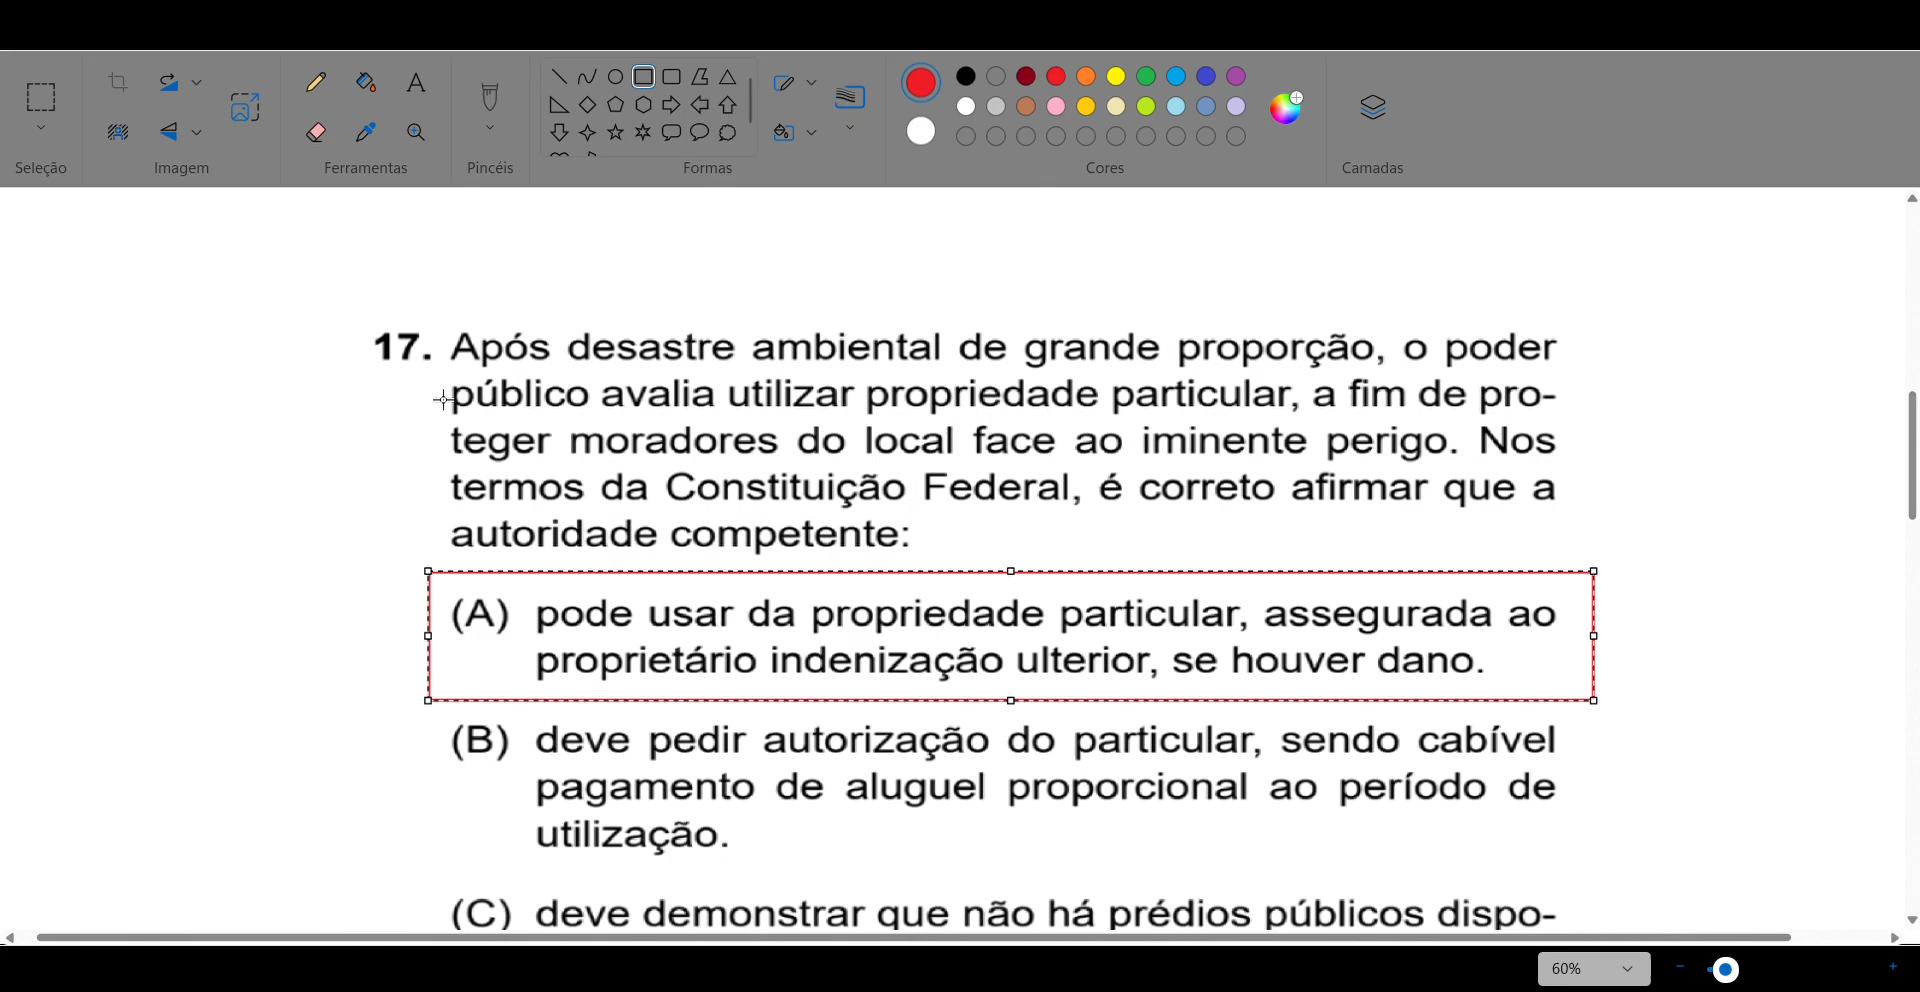 Seleção
Imagem
Ferramentas
Pincéis
Formas
Cores
Camadas
17. Após desastre ambiental de grande proporção, o poder
público avalia utilizar propriedade particular, a fim de pro-
teger moradores do local face ao iminente perigo. Nos
termos da Constituição Federal, é correto afirmar que a
autoridade competente:
(A) pode usar da propriedade particular, assegurada ao
proprietário indenização ulterior, se houver dano.
(B) deve pedir autorização do particular, sendo cabível
pagamento de aluguel proporcional ao período de
utilização.
(C) deve demonstrar que não há prédios públicos dispo-
60%